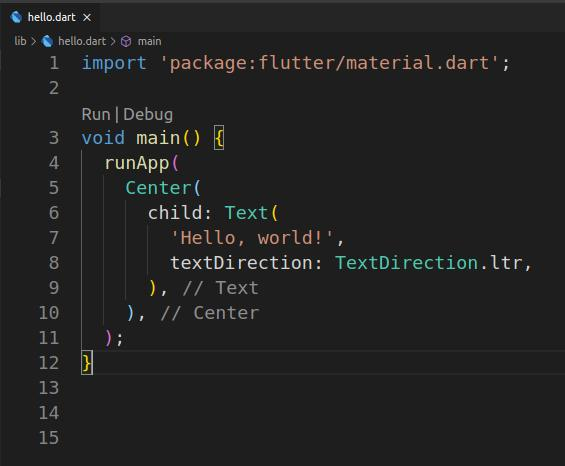 hello.dart ×
lib > hello.dart > main
1 import 'package:flutter/material.dart';
2
Run | Debug
3 void main() {
4   runApp(
5     Center(
6       child: Text(
7         'Hello, world!',
8         textDirection: TextDirection.ltr,
9       ), // Text
10     ), // Center
11   );
12 }
13
14
15